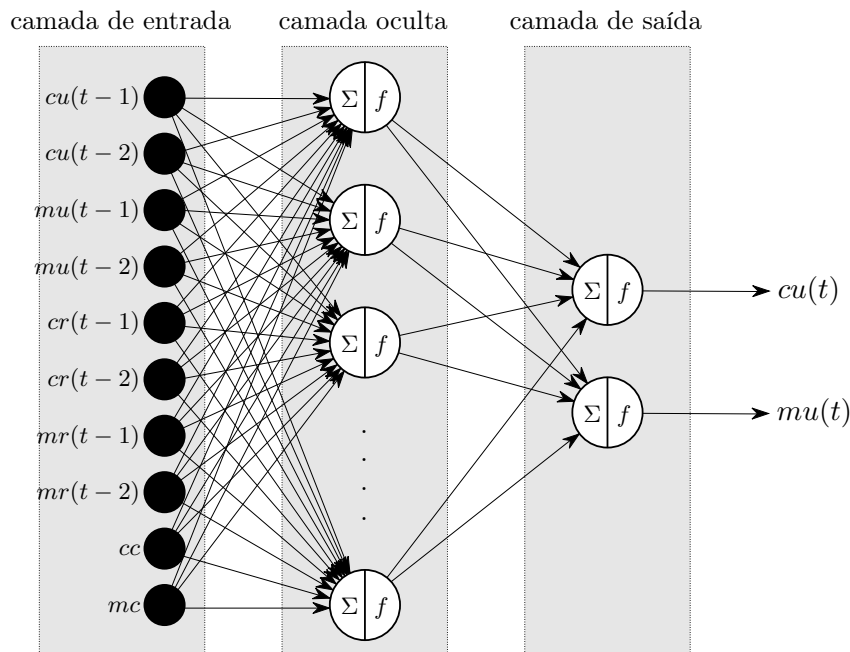 camada de entrada
camada oculta
camada de saída
cu(t − 1)
cu(t − 2)
mu(t − 1)
mu(t − 2)
cr(t − 1)
cr(t − 2)
mr(t − 1)
mr(t − 2)
cc
mc
Σ f
Σ f
Σ f
Σ f
Σ f
Σ f
cu(t)
mu(t)